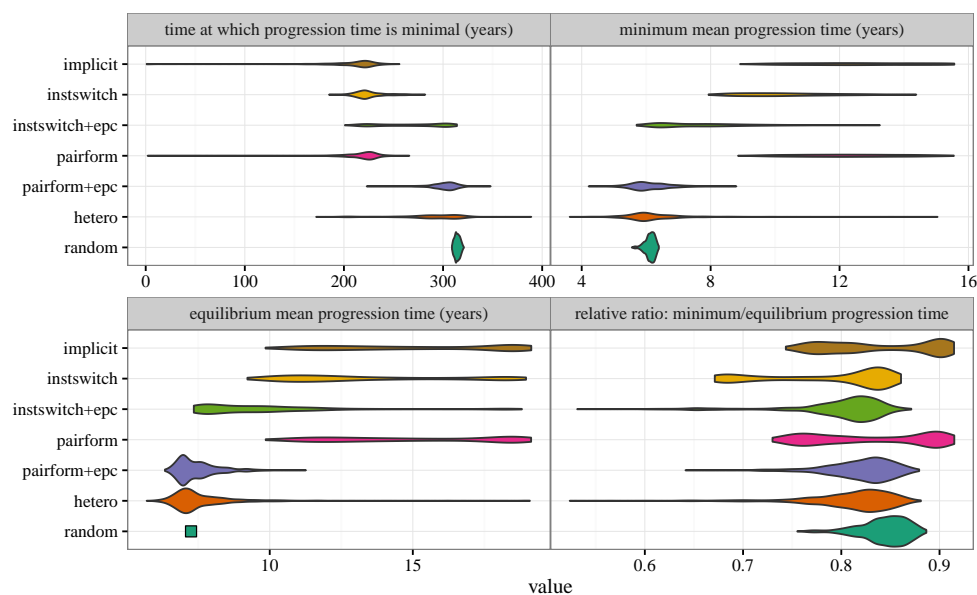 time at which progression time is minimal (years)
minimum mean progression time (years)
implicit
instswitch
instswitch+epc
pairform
pairform+epc
hetero
random
0 100 200 300 400
4 8 12 16
equilibrium mean progression time (years)
relative ratio: minimum/equilibrium progression time
implicit
instswitch
instswitch+epc
pairform
pairform+epc
hetero
random
10 15
0.6 0.7 0.8 0.9
value